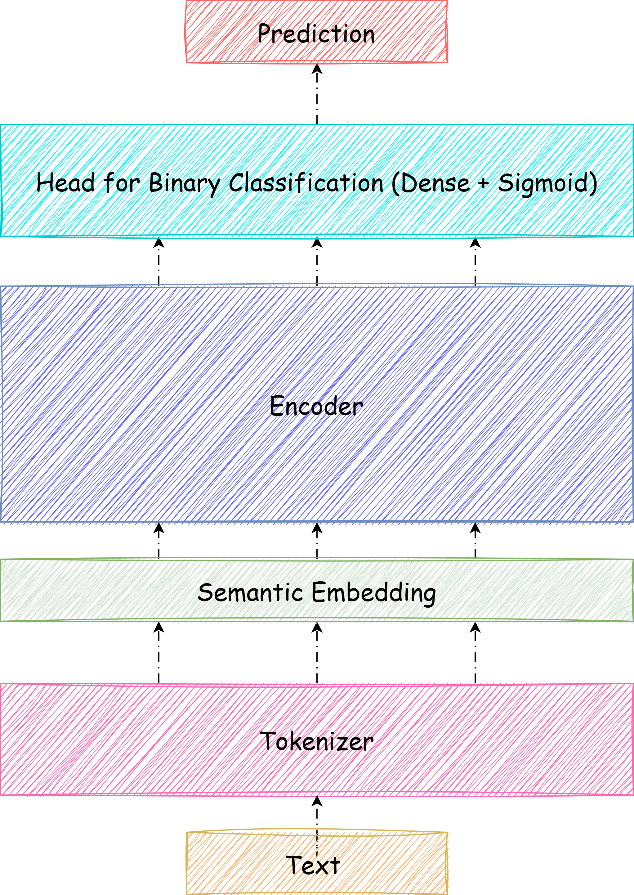 Prediction
Head for Binary Classification (Dense + Sigmoid)
Encoder
Semantic Embedding
Tokenizer
Text